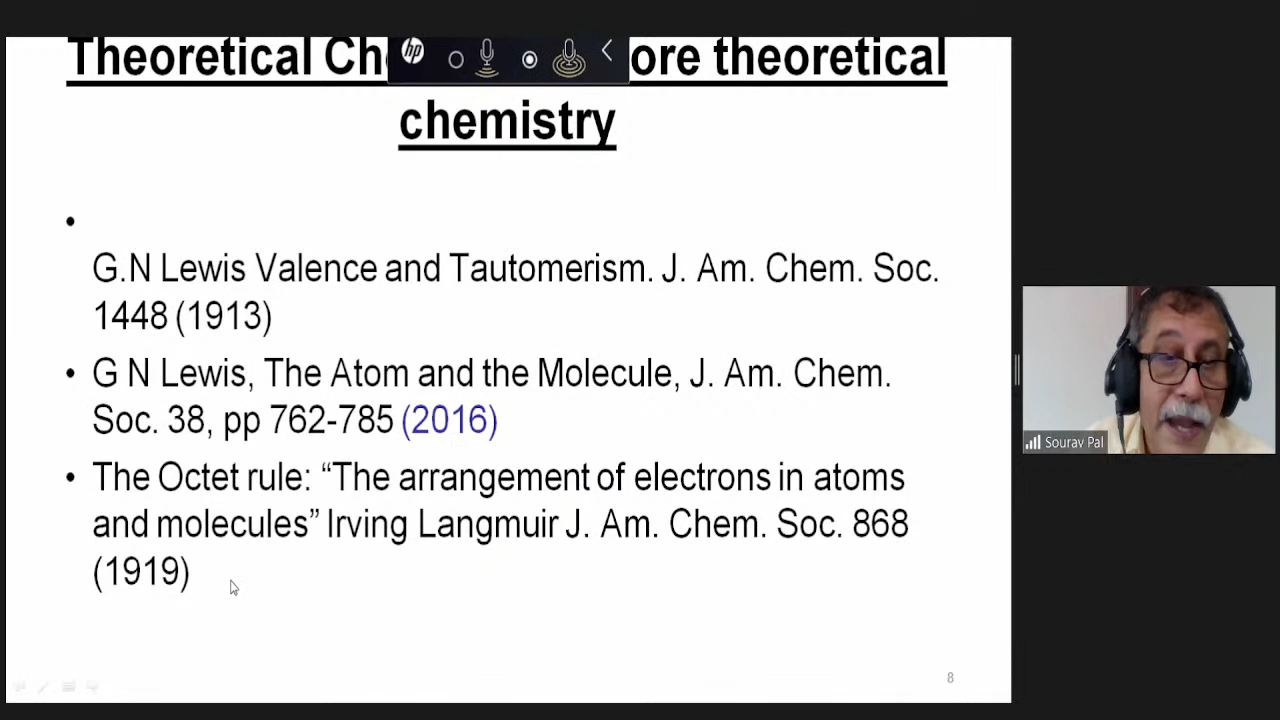 Theoretical Ch ore theoretical
chemistry
hp
• 
G.N Lewis Valence and Tautomerism. J. Am. Chem. Soc.
1448 (1913)
• G N Lewis, The Atom and the Molecule, J. Am. Chem.
Soc. 38, pp 762-785 (2016)
• The Octet rule: “The arrangement of electrons in atoms
and molecules” Irving Langmuir J. Am. Chem. Soc. 868
(1919)
8
Sourav Pal